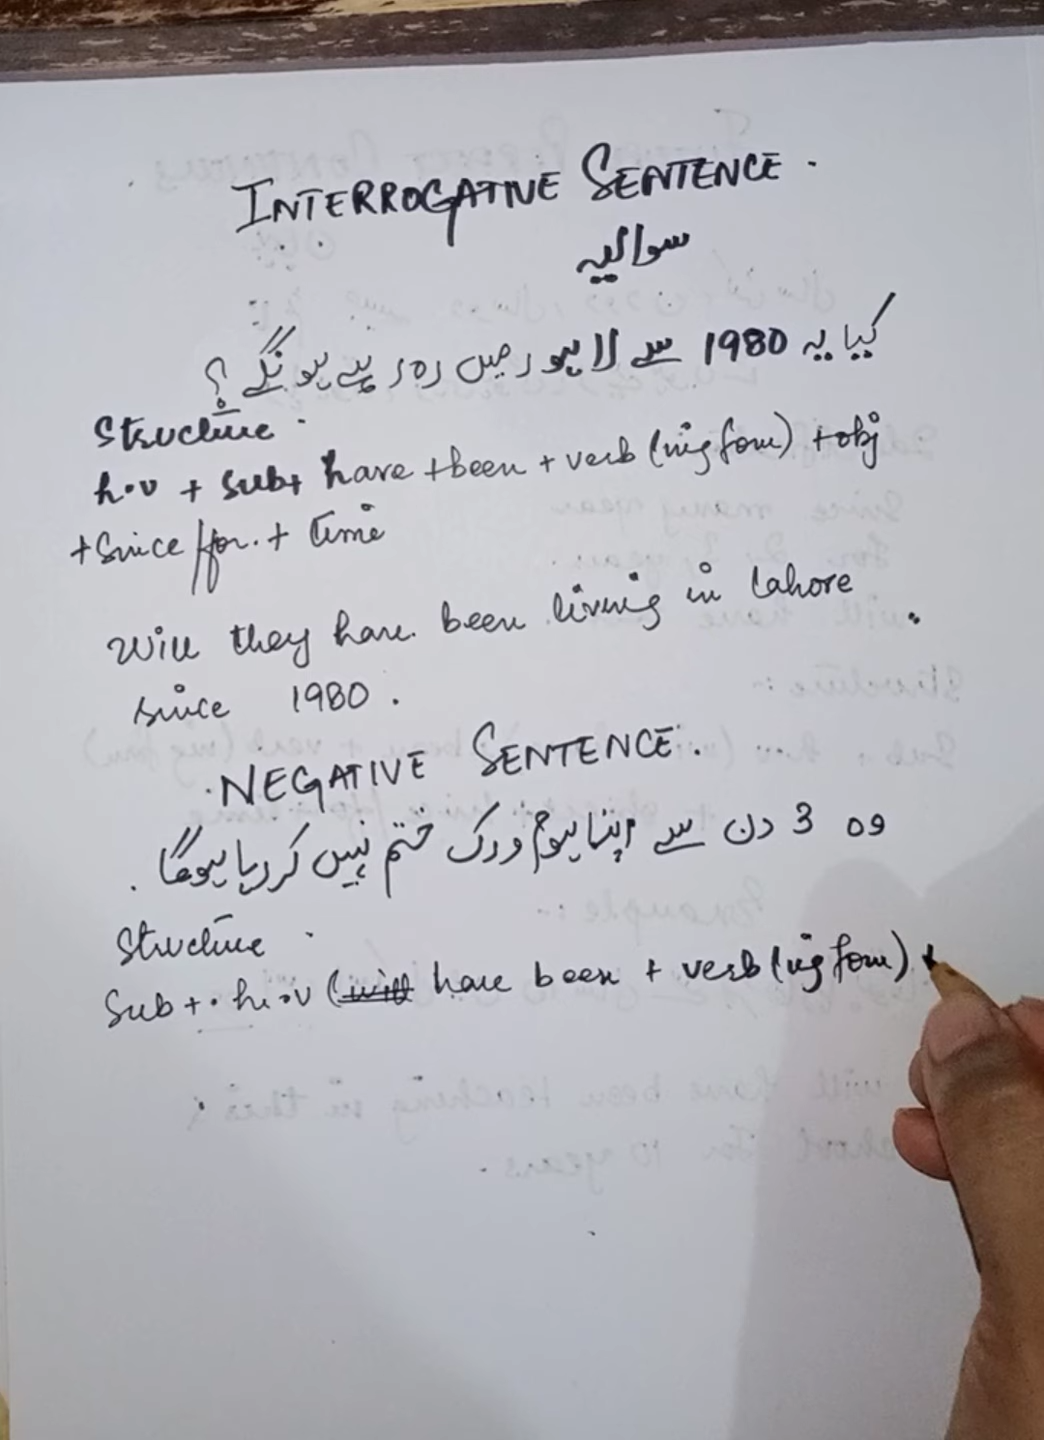 INTERROGATIVE SENTENCE.
سوالیہ
کیا یہ 1980 سے لاہور میں رہ رہے ہونگے؟
Structure.
h.v + sub + have + been + verb (ing form) + obj
+ Since/for. + time
Will they have been living in Lahore
since 1980.
NEGATIVE SENTENCE.
وہ 3 دن سے اپنا ہوم ورک ختم نہیں کر رہا ہوگا.
Structure.
Sub + h.v (will have been + verb (ing form) +